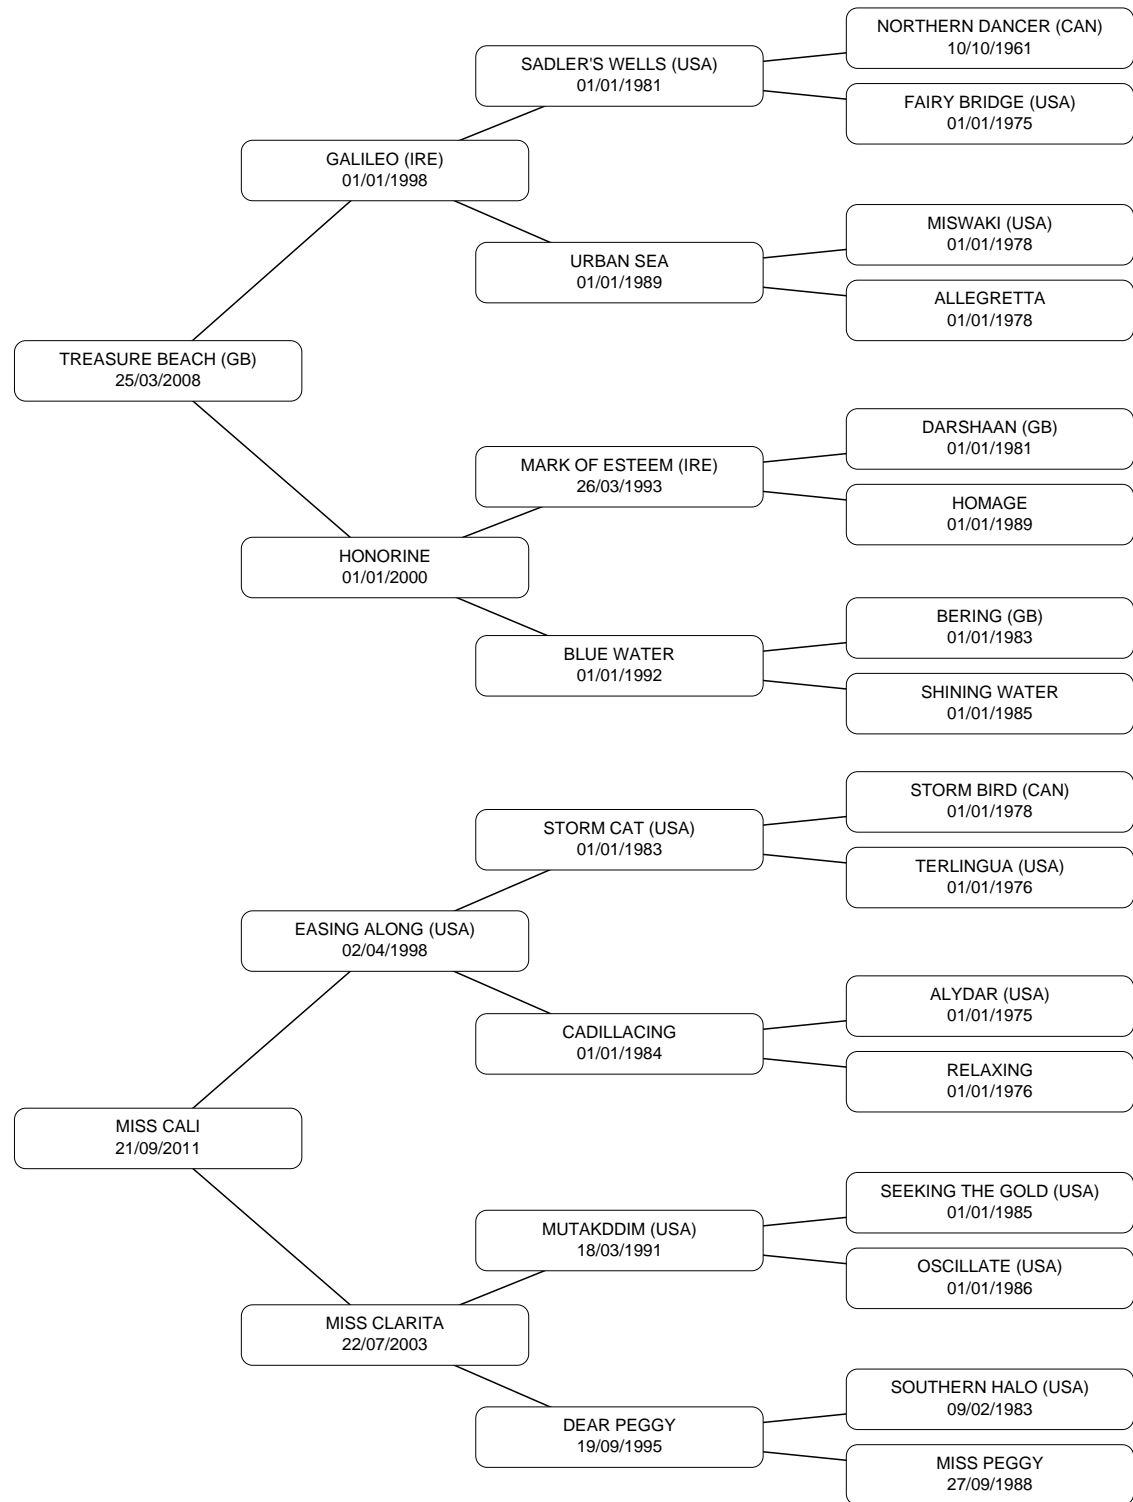 NORTHERN DANCER (CAN)
10/10/1961
SADLER'S WELLS (USA)
01/01/1981
FAIRY BRIDGE (USA)
01/01/1975
GALILEO (IRE)
01/01/1998
MISWAKI (USA)
01/01/1978
URBAN SEA
01/01/1989
ALLEGRETTA
01/01/1978
TREASURE BEACH (GB)
25/03/2008
DARSHAAN (GB)
01/01/1981
MARK OF ESTEEM (IRE)
26/03/1993
HOMAGE
01/01/1989
HONORINE
01/01/2000
BERING (GB)
01/01/1983
BLUE WATER
01/01/1992
SHINING WATER
01/01/1985
STORM BIRD (CAN)
01/01/1978
STORM CAT (USA)
01/01/1983
TERLINGUA (USA)
01/01/1976
EASING ALONG (USA)
02/04/1998
ALYDAR (USA)
01/01/1975
CADILLACING
01/01/1984
RELAXING
01/01/1976
MISS CALI
21/09/2011
SEEKING THE GOLD (USA)
01/01/1985
MUTAKDDIM (USA)
18/03/1991
OSCILLATE (USA)
01/01/1986
MISS CLARITA
22/07/2003
SOUTHERN HALO (USA)
09/02/1983
DEAR PEGGY
19/09/1995
MISS PEGGY
27/09/1988